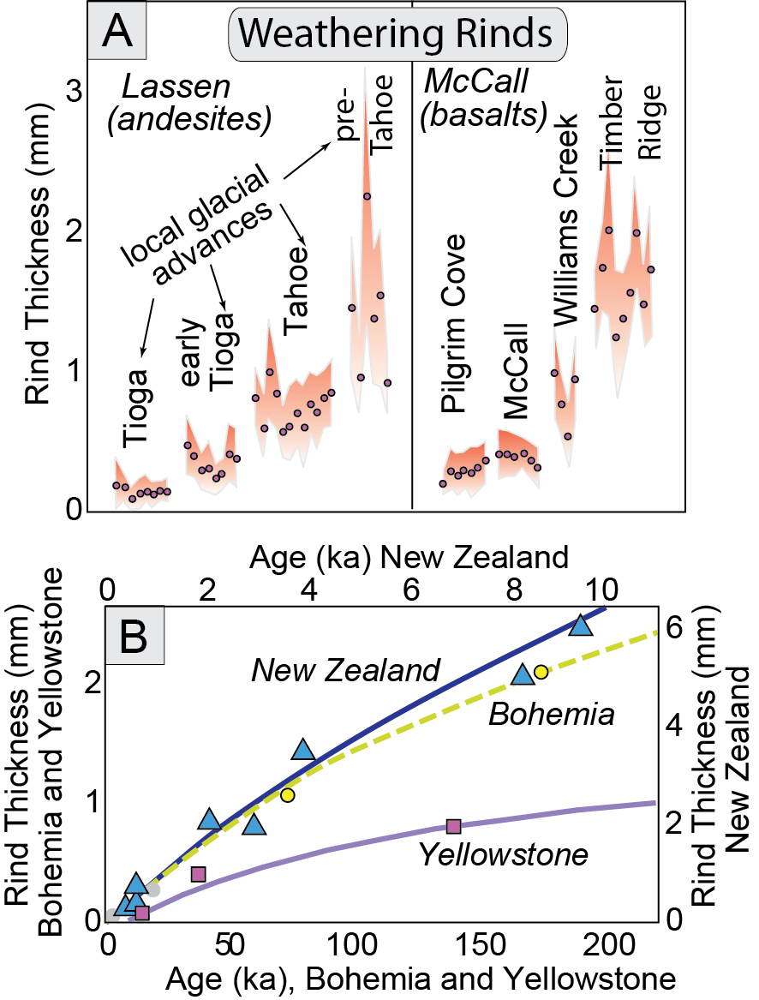 A
Weathering Rinds
Rind Thickness (mm)
3
2
1
0
Lassen
(andesites)
local glacial
advances
Tioga
early
Tioga
Tahoe
pre-
Tahoe
McCall
(basalts)
Pilgrim Cove
McCall
Williams Creek
Timber
Ridge
Age (ka) New Zealand
0 2 4 6 8 10
B
Rind Thickness (mm)
Bohemia and Yellowstone
2
1
0
New Zealand
Bohemia
Yellowstone
6
4
2
0
Rind Thickness (mm)
New Zealand
0 50 100 150 200
Age (ka), Bohemia and Yellowstone